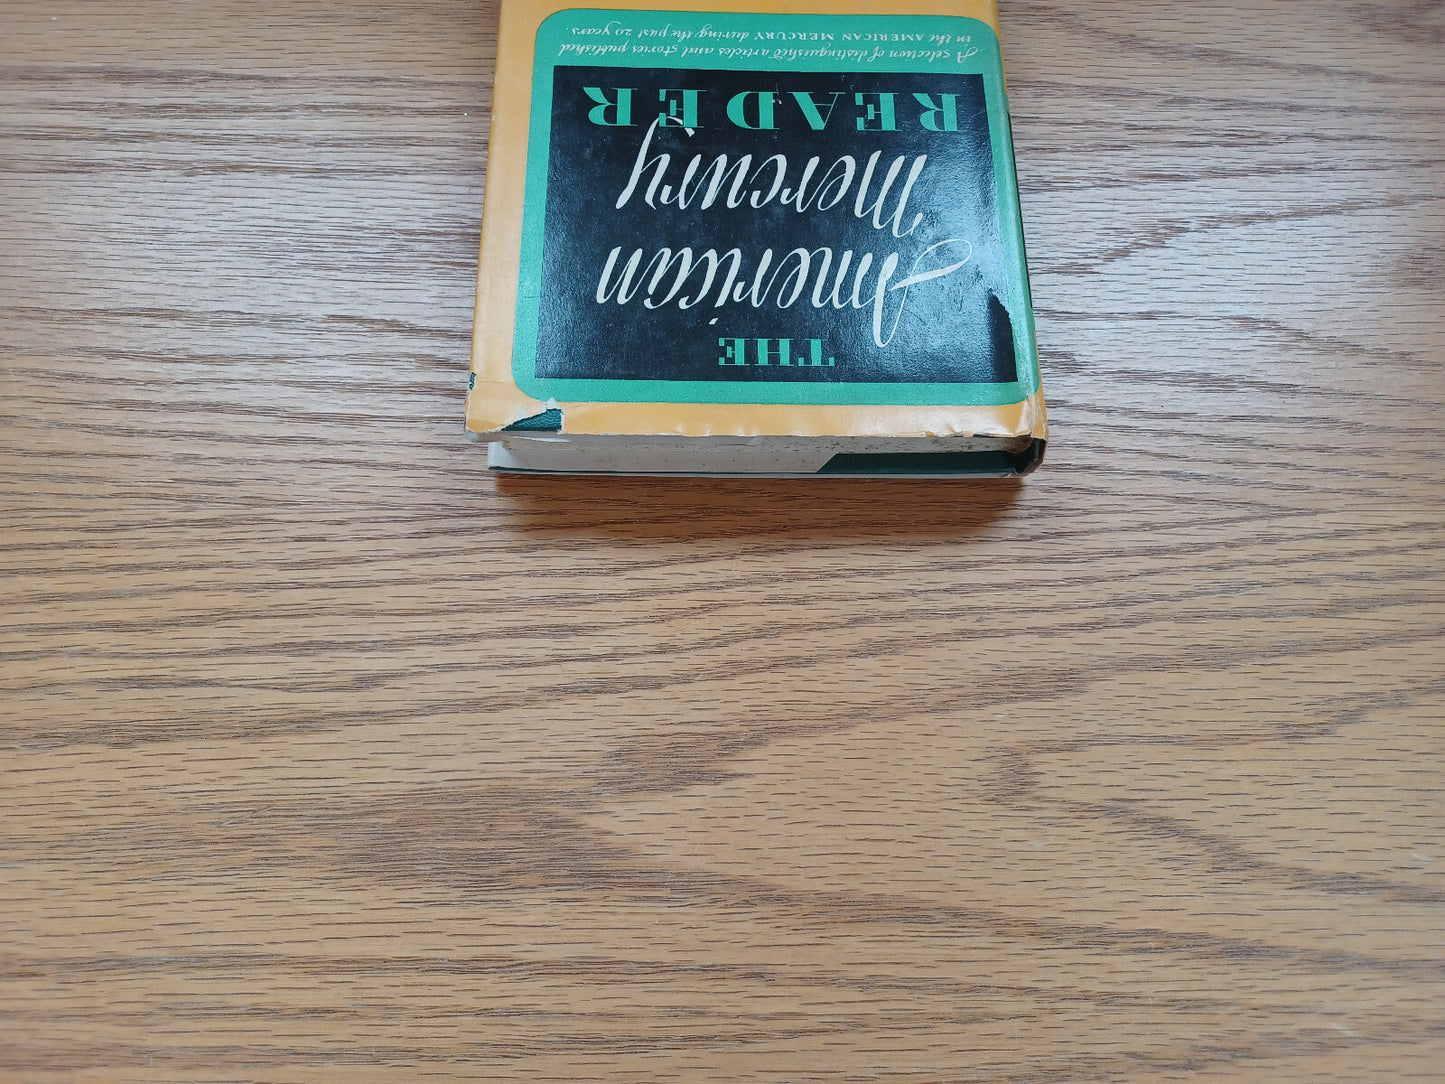 THE
American
Mercury
READER
A selection of distinguished articles and stories published
in the AMERICAN MERCURY during the past 20 years.